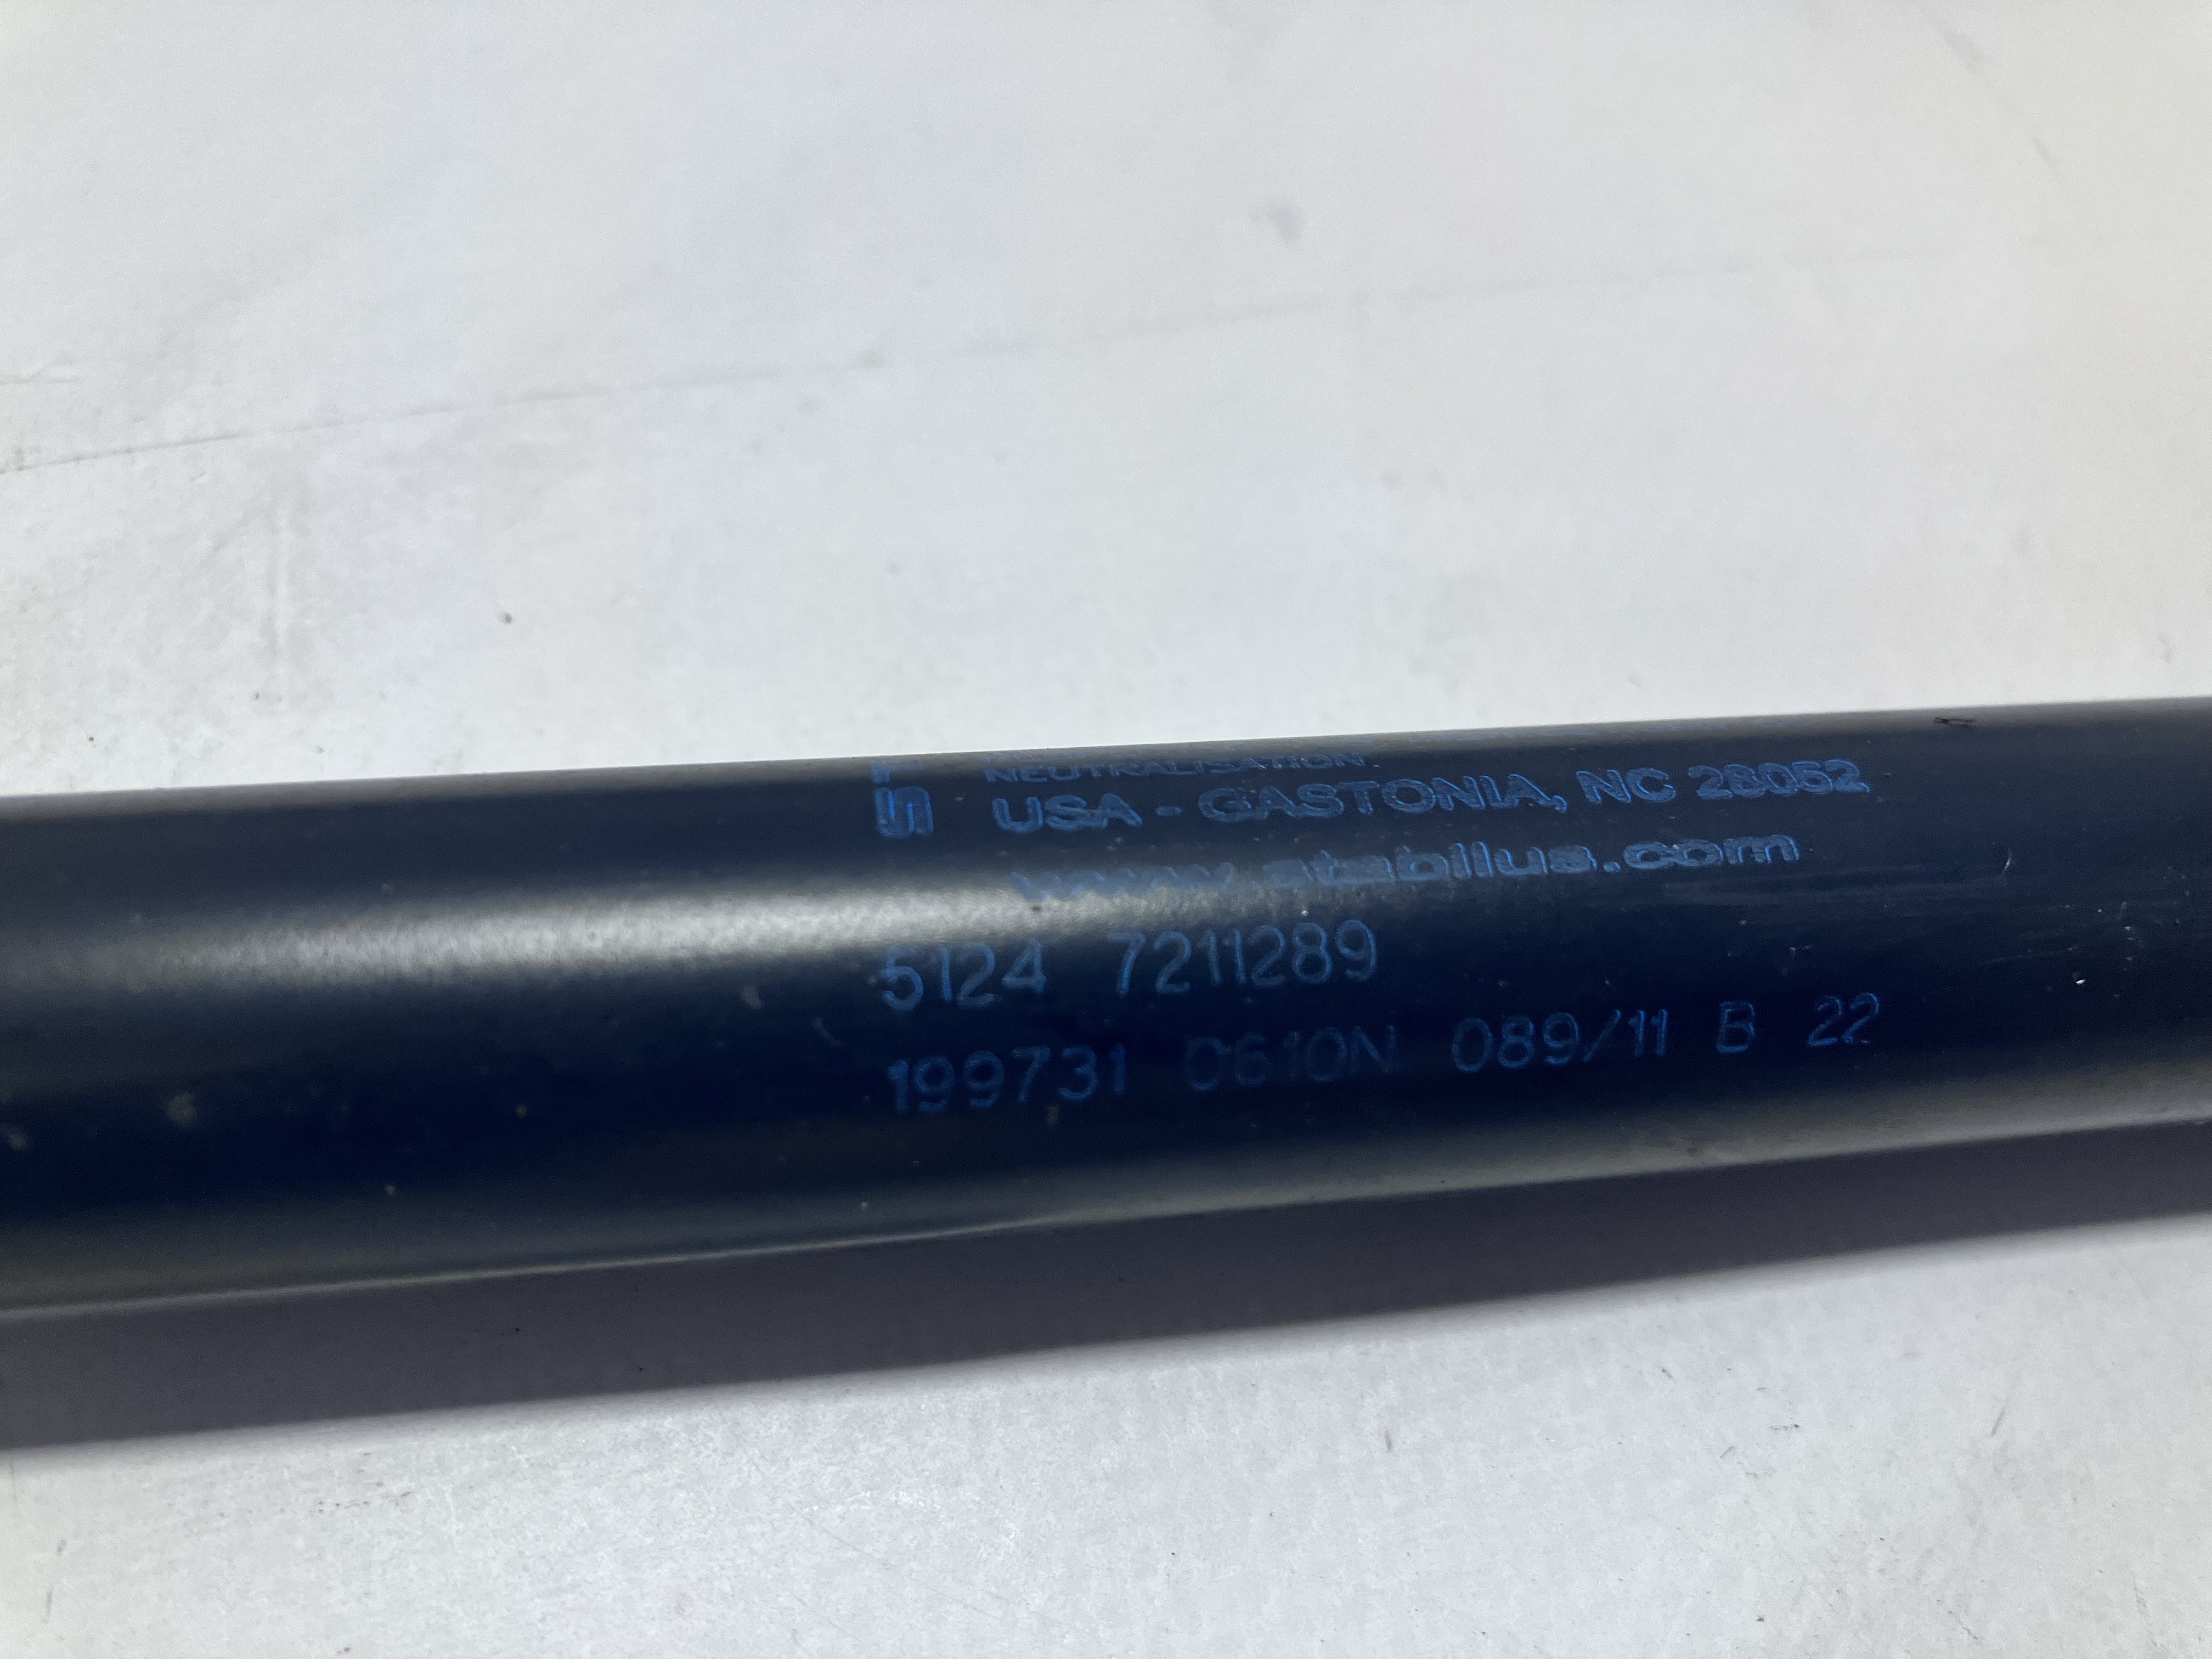 NEUTRALISATION
USA - GASTONIA, NC 28052
www.stabilus.com
5124 7211289
199731 0610N 089/11 B 22